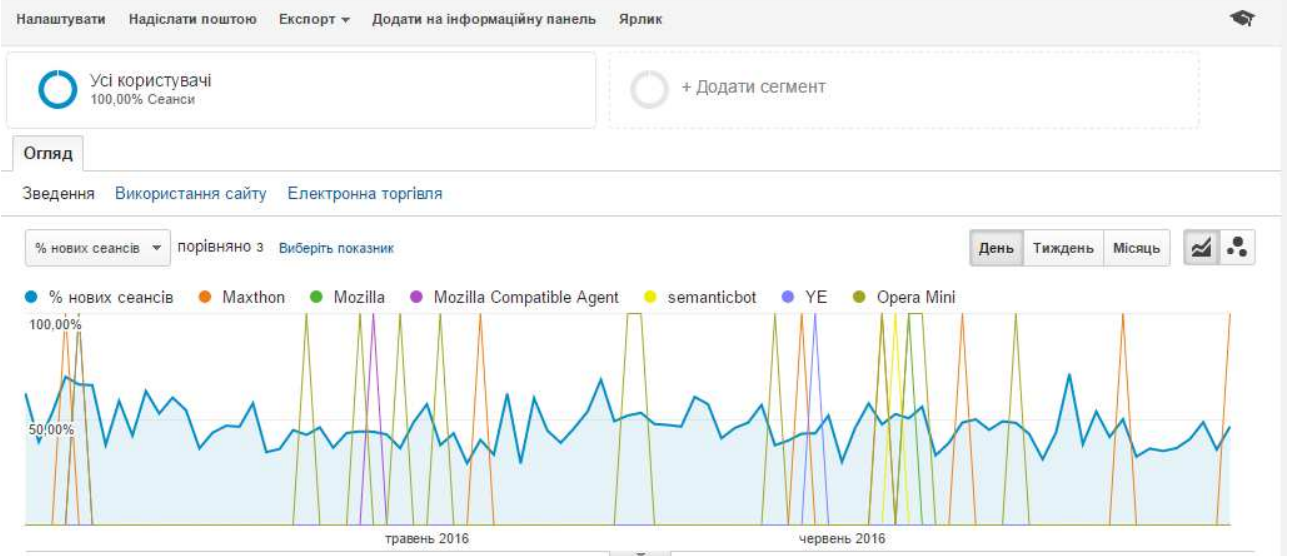 Налаштувати Надіслати поштою Експорт Додати на інформаційну панель Ярлик
Усі користувачі
100,00% Сеанси
+ Додати сегмент
Огляд
Зведення Використання сайту Електронна торгівля
% нових сеансів порівняно з Виберіть показник День Тиждень Місяць
% нових сеансів Maxthon Mozilla Mozilla Compatible Agent semanticbot YE Opera Mini
100,00%
50,00%
травень 2016 червень 2016